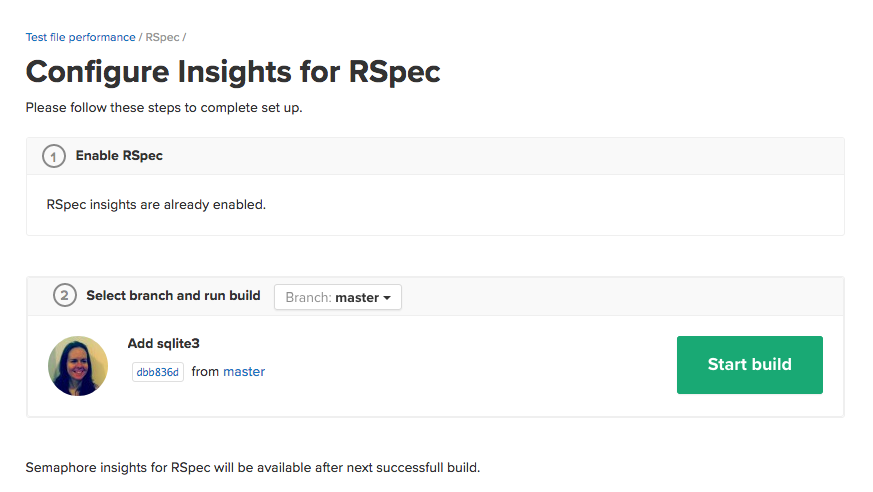 Test file performance / RSpec /
Configure Insights for RSpec
Please follow these steps to complete set up.
1 Enable RSpec
RSpec insights are already enabled.
2 Select branch and run build Branch: master
Add sqlite3
dbb836d from master
Start build
Semaphore insights for RSpec will be available after next successfull build.